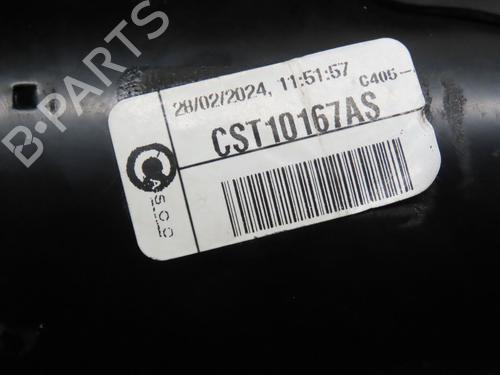 28/02/2024, 11:51:57 C405-
CST10167AS
CASCO
B-PARTS